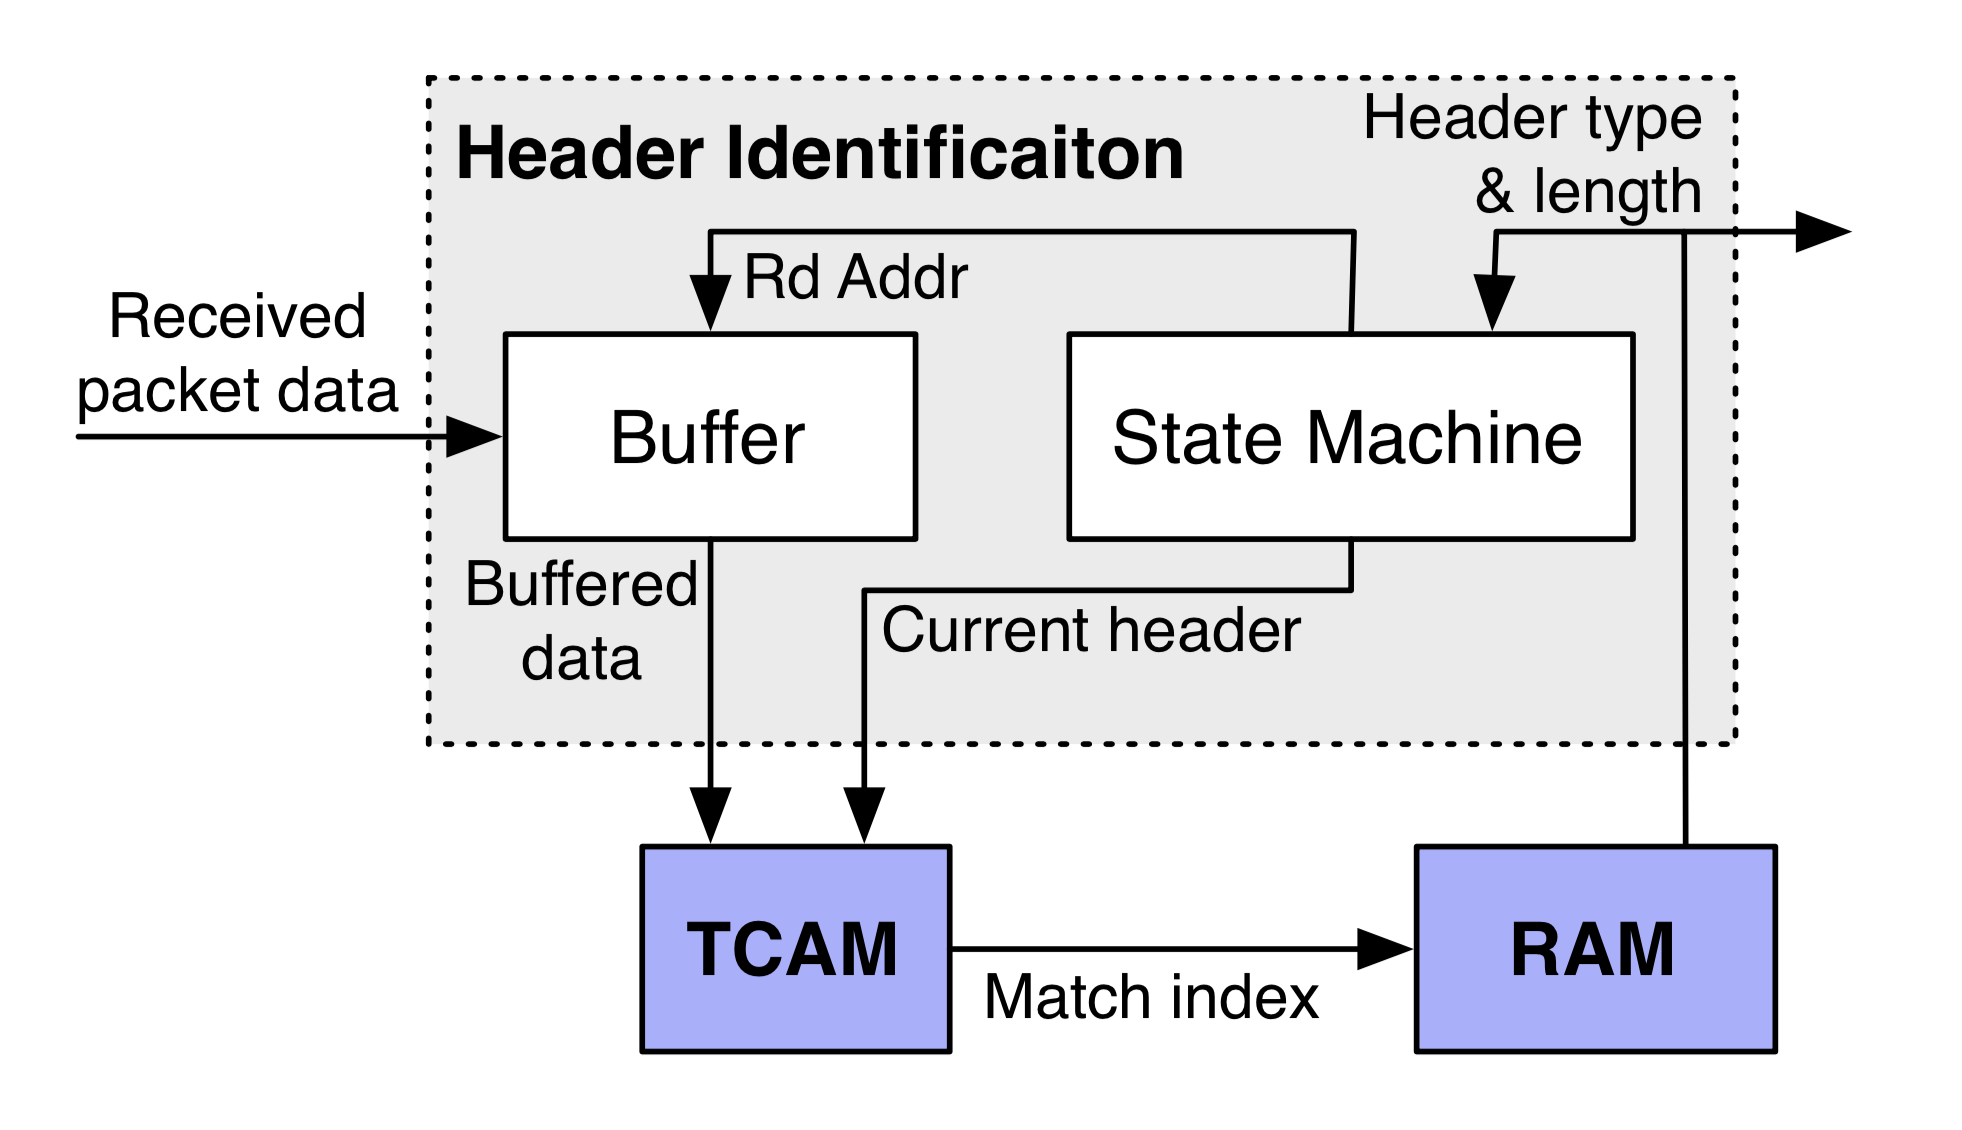 Header type
& length
Header Identificaiton
Rd Addr
Received
packet data
Buffer
State Machine
Buffered
data
Current header
TCAM
RAM
Match index